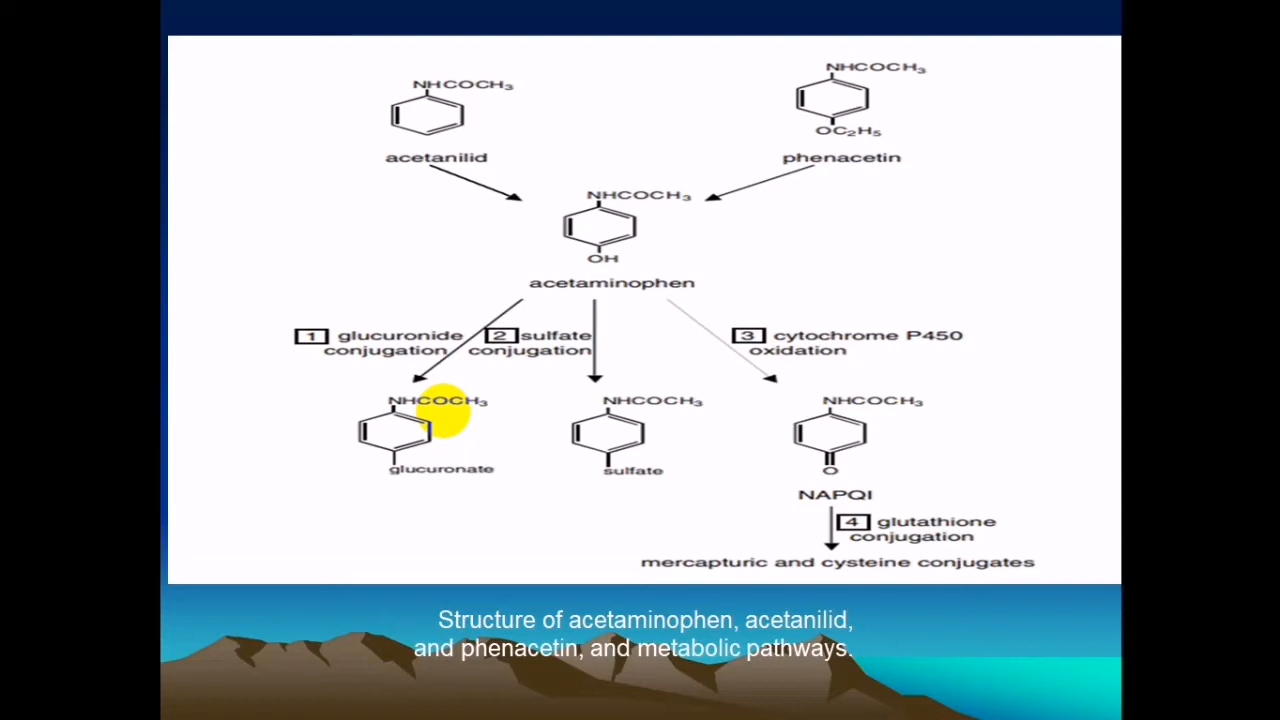 NHCOCH₃
acetanilid
NHCOCH₃
OC₂H₅
phenacetin
NHCOCH₃
OH
acetaminophen
1 glucuronide
conjugation
2 sulfate
conjugation
3 cytochrome P450
oxidation
NHCOCH₃
glucuronate
NHCOCH₃
sulfate
NHCOCH₃
O
NAPQI
4 glutathione
conjugation
mercapturic and cysteine conjugates
Structure of acetaminophen, acetanilid,
and phenacetin, and metabolic pathways.